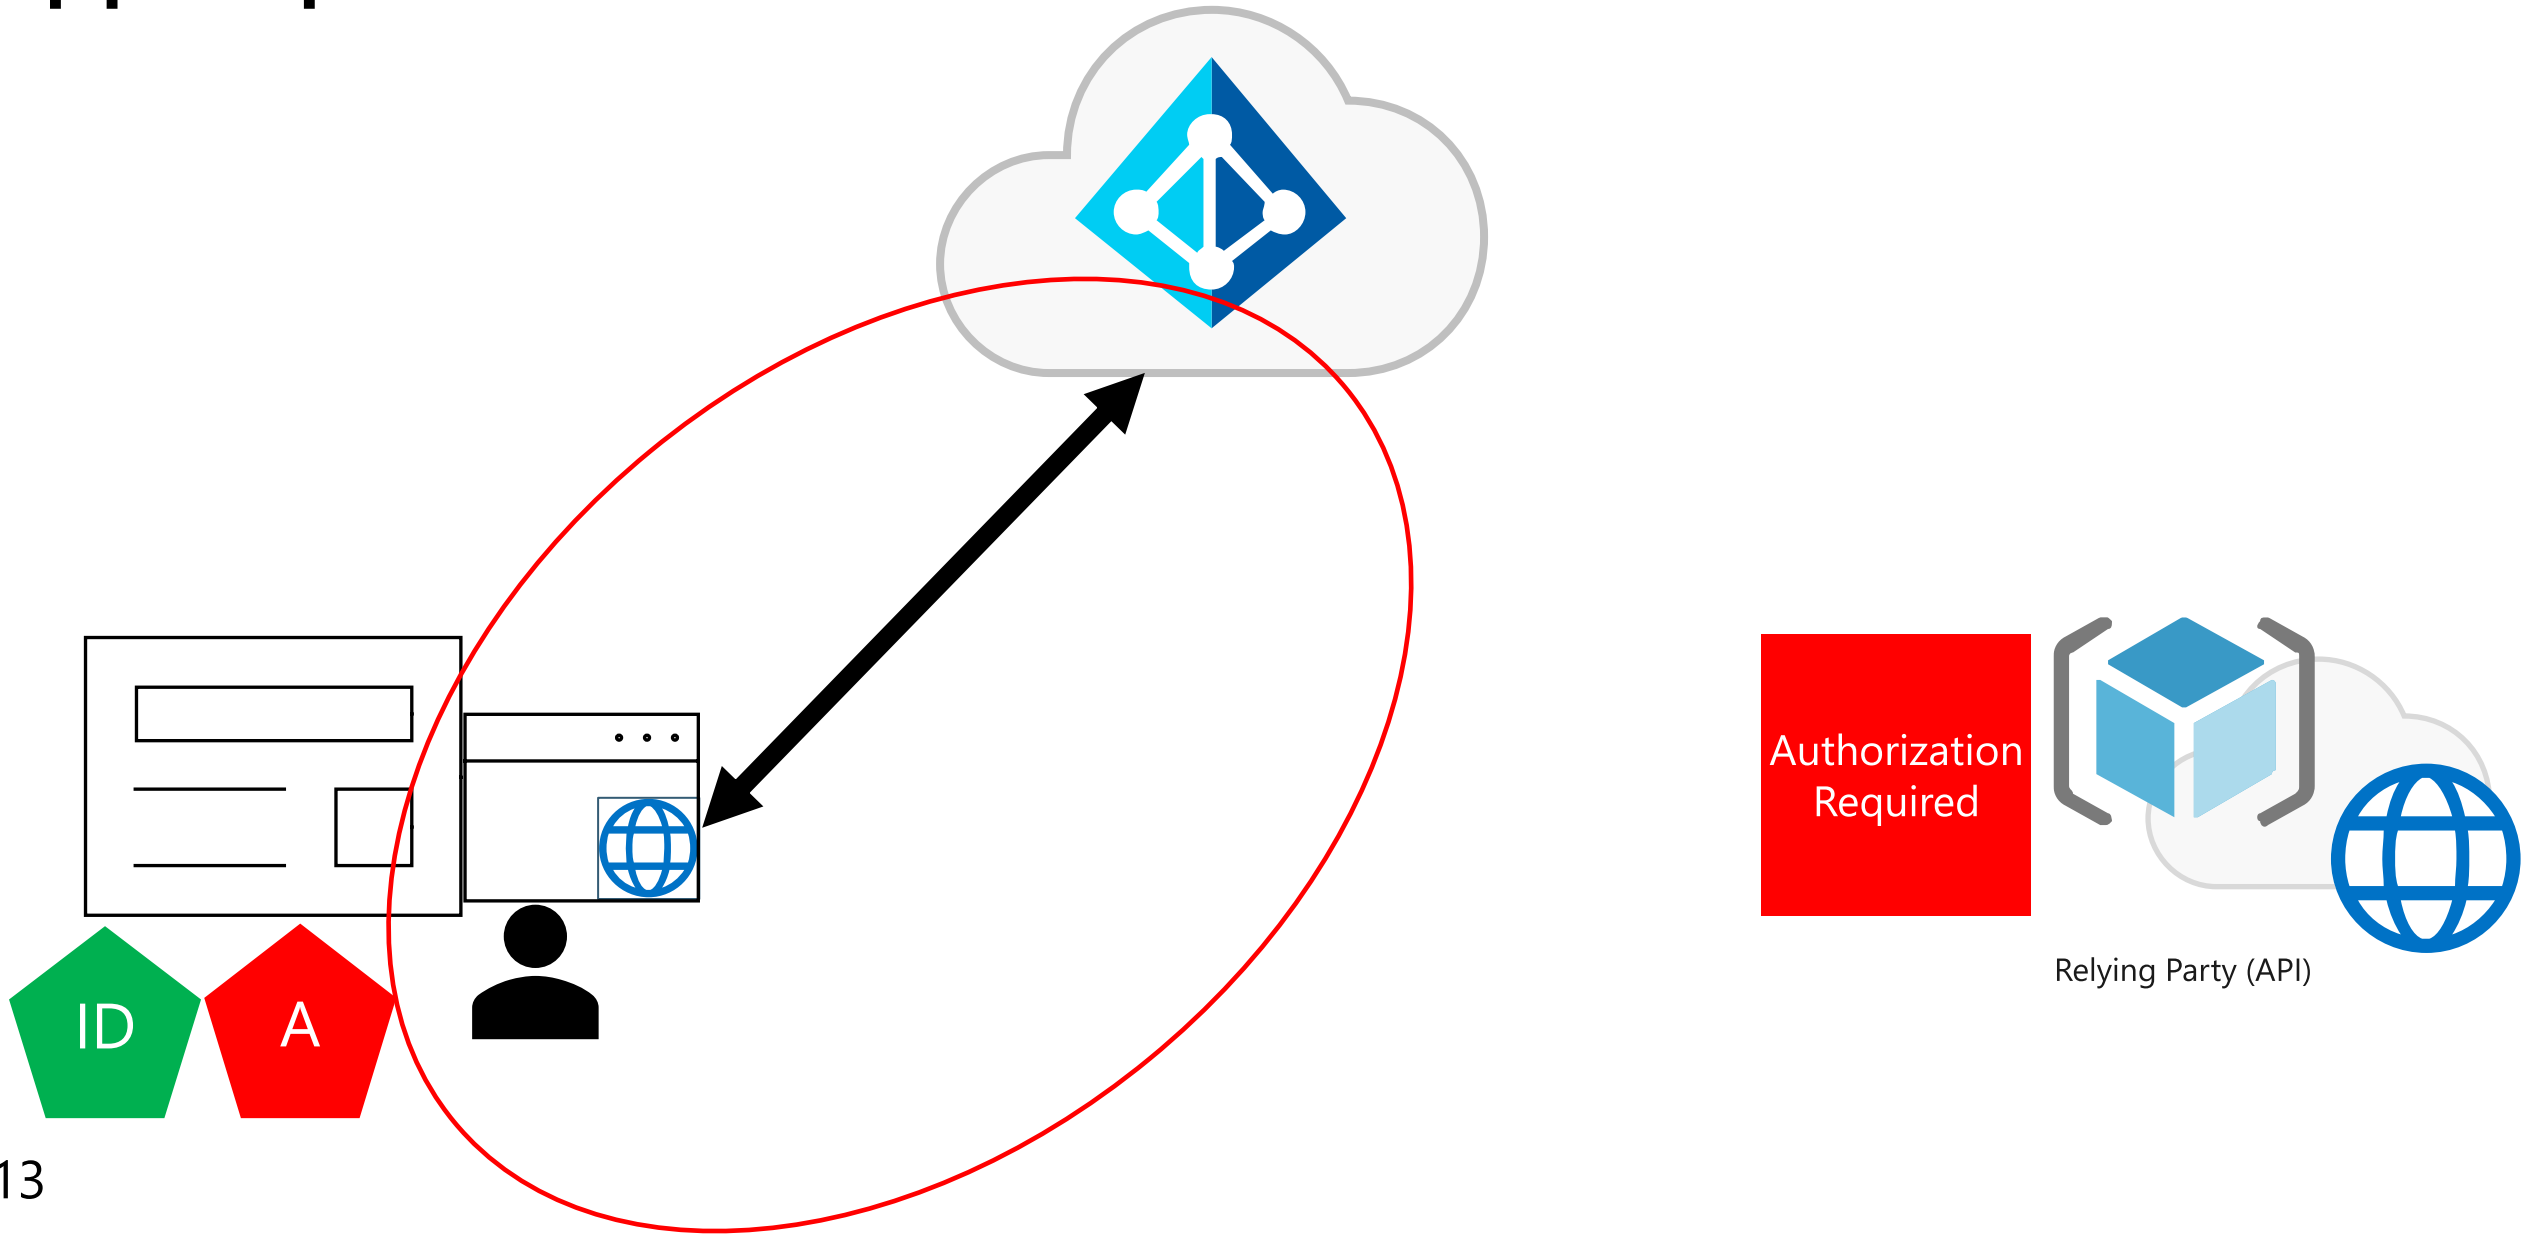 Authorization
Required
Relying Party (API)
ID
A
13